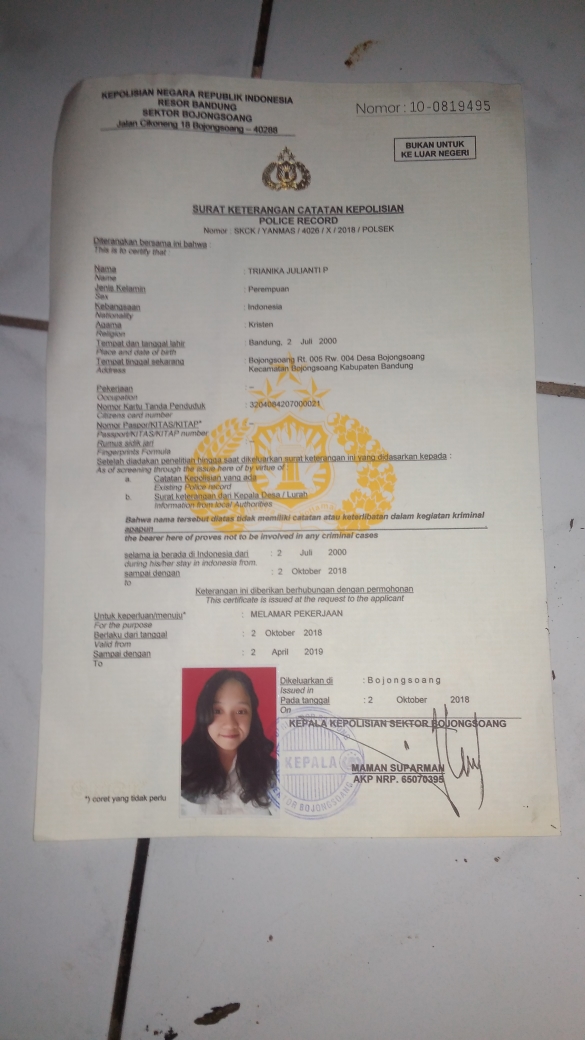 KEPOLISIAN NEGARA REPUBLIK INDONESIA
RESOR BANDUNG
SEKTOR BOJONGSOANG
Jalan Cikoneng 18 Bojongsoang – 40288
Nomor : 10-0819495
BUKAN UNTUK
KE LUAR NEGERI
SURAT KETERANGAN CATATAN KEPOLISIAN
POLICE RECORD
Nomor : SKCK / YANMAS / 4026 / X / 2018 / POLSEK
Diterangkan bersama ini bahwa :
This is to certify that :
Nama : TRIANIKA JULIANTI P
Name
Jenis Kelamin : Perempuan
Sex
Kebangsaan : Indonesia
Nationality
Agama : Kristen
Religion
Tempat dan tanggal lahir : Bandung, 2 Juli 2000
Place and date of birth
Tempat tinggal sekarang : Bojongsoang Rt. 005 Rw. 004 Desa Bojongsoang
Address Kecamatan Bojongsoang Kabupaten Bandung
Pekerjaan : –
Occupation
Nomor Kartu Tanda Penduduk : 3204084207000021
Citizens card number
Nomor Paspor/KITAS/KITAP*
Passport/KITAS/KITAP number
Rumus sidik jari
Fingerprints Formula
Setelah diadakan penelitian hingga saat dikeluarkan surat keterangan ini yang didasarkan kepada :
As of screening through the issue here of by virtue of :
a. Catatan Kepolisian yang ada
Existing Police record
b. Surat keterangan dari Kepala Desa / Lurah
Information from local Authorities
Bahwa nama tersebut diatas tidak memiliki catatan atau keterlibatan dalam kegiatan kriminal
apapun
the bearer here of proves not to be involved in any criminal cases
selama ia berada di Indonesia dari : 2 Juli 2000
during his/her stay in indonesia from.
sampai dengan : 2 Oktober 2018
to
Keterangan ini diberikan berhubungan dengan permohonan
This certificate is issued at the request to the applicant
Untuk keperluan/menuju* : MELAMAR PEKERJAAN
For the purpose
Berlaku dari tanggal : 2 Oktober 2018
Valid from
Sampai dengan : 2 April 2019
To
Dikeluarkan di : Bojongsoang
Issued in
Pada tanggal : 2 Oktober 2018
On
KEPALA KEPOLISIAN SEKTOR BOJONGSOANG
KEPALA
MAMAN SUPARMAN
AKP NRP. 65070395
*) coret yang tidak perlu